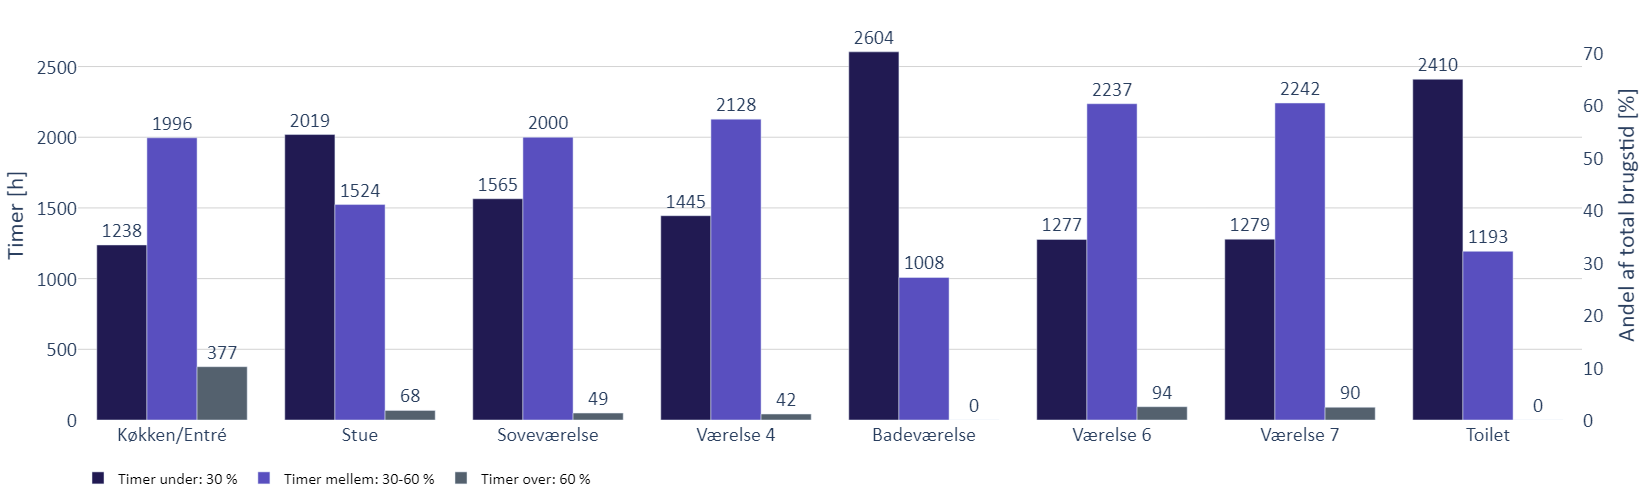 2604
70
2500
2410
2128
2237
2242
60
1996
2019
2000
2000
50
1565
1524
1500
1445
40
1238
1277
1279
1193
1008
30
1000
20
500
377
10
68
49
42
0
94
90
0
0
0
Timer [h]
Andel af total brugstid [%]
Køkken/Entré
Stue
Soveværelse
Værelse 4
Badeværelse
Værelse 6
Værelse 7
Toilet
Timer under: 30 %
Timer mellem: 30-60 %
Timer over: 60 %